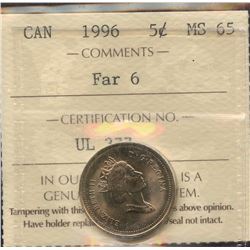 CAN 1996 5¢ MS 65
— COMMENTS —
Far 6
— CERTIFICATION NO. —
UL
IN OU IS A
GENU EM.
Tampering with this above opinion.
Have holder repla seal not intact.